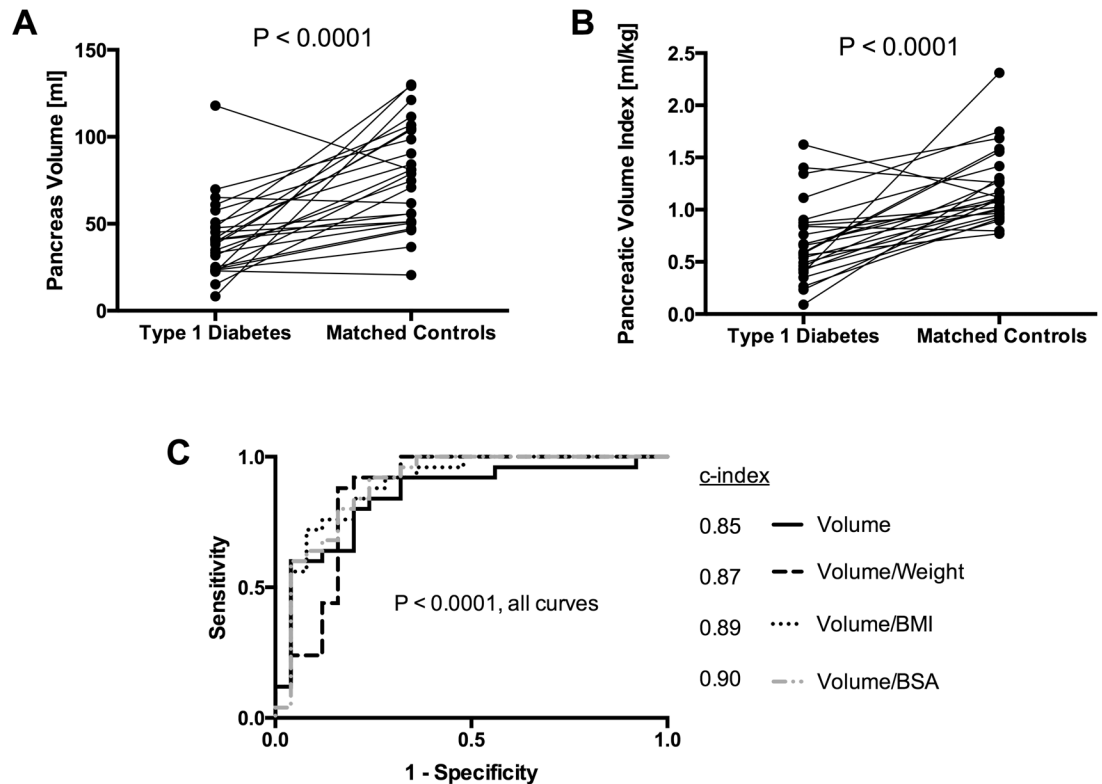 A
P < 0.0001
Pancreas Volume [ml]
150
100
50
0
Type 1 Diabetes
Matched Controls
B
P < 0.0001
Pancreatic Volume Index [ml/kg]
2.5
2.0
1.5
1.0
0.5
0.0
Type 1 Diabetes
Matched Controls
C
Sensitivity
1.0
0.5
0.0
P < 0.0001, all curves
0.0
0.5
1.0
1 - Specificity
c-index
0.85 Volume
0.87 Volume/Weight
0.89 Volume/BMI
0.90 Volume/BSA